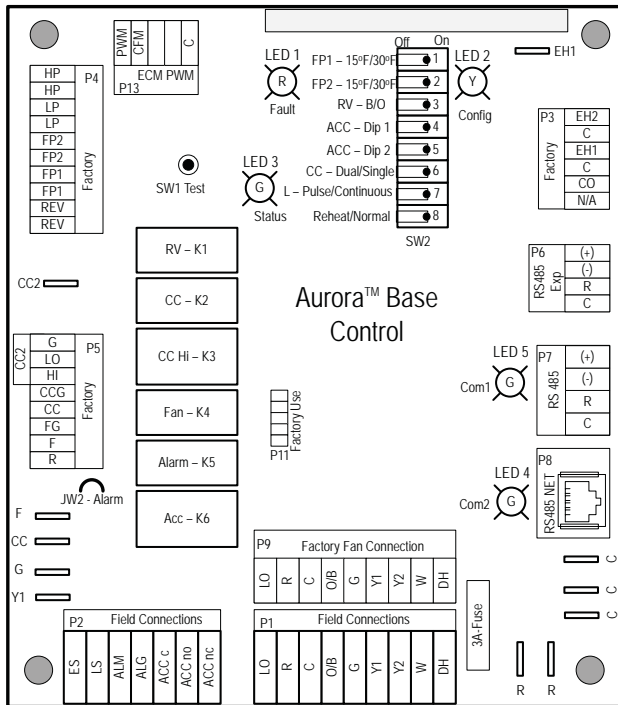 PWM
CFM
C
ECM PWM
P13
LED 1
R
Fault
Off On
FP1 – 15ºF/30ºF 1
FP2 – 15ºF/30ºF 2
RV – B/O 3
ACC – Dip 1 4
ACC – Dip 2 5
CC – Dual/Single 6
L – Pulse/Continuous 7
Reheat/Normal 8
SW2
LED 2
Y
Config
EH1
P4
HP
HP
LP
LP
FP2
FP2
FP1
FP1
REV
REV
Factory
SW1 Test
LED 3
G
Status
P3
Factory
EH2
C
EH1
C
CO
N/A
RV – K1
CC – K2
CC Hi – K3
Fan – K4
Alarm – K5
Acc – K6
Aurora™ Base
Control
P6
RS485
Exp
(+)
(-)
R
C
CC2
CC2
P5
G
LO
HI
CCG
CC
FG
F
R
Factory
LED 5
Com1
G
P7
RS 485
(+)
(-)
R
C
Factory Use
P11
JW2 - Alarm
LED 4
Com2
G
P8
RS485 NET
F
CC
G
Y1
P9 Factory Fan Connection
LO R C O/B G Y1 Y2 W DH
C
C
C
3A-Fuse
P2 Field Connections
ES LS ALM ALG ACC c ACC no ACC nc
P1 Field Connections
LO R C O/B G Y1 Y2 W DH
R R